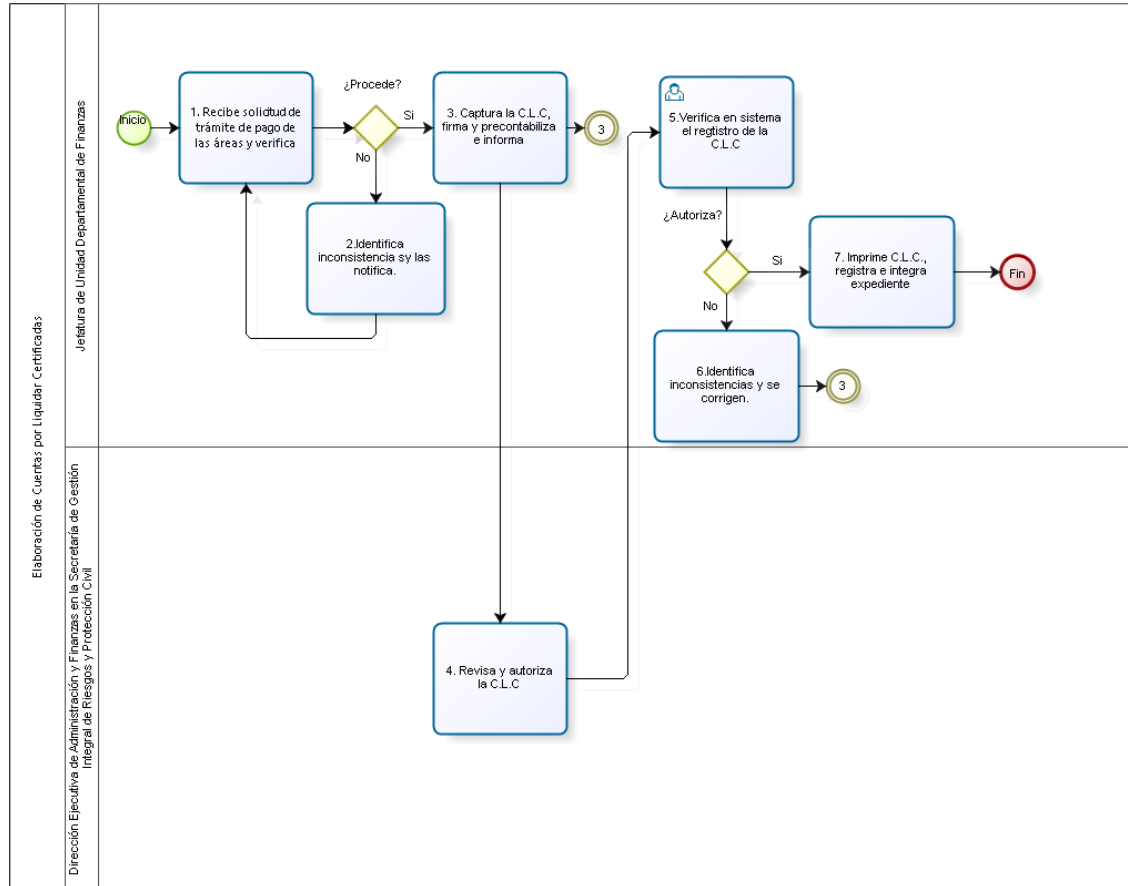 Elaboración de Cuentas por Liquidar Certificadas
Jefatura de Unidad Departamental de Finanzas
Inicio
1. Recibe solidtud de
trámite de pago de
las áreas y verifica
¿Procede?
Si
No
2.Identifica
inconsistencia sy las
notifica.
3. Captura la C.L.C,
firma y precontabiliza
e informa
3
5.Verifica en sistema
el regtistro de la
C.L.C
¿Autoriza?
Si
No
7. Imprime C.L.C.,
registra e integra
expediente
Fin
6.Identifica
inconsistencias y se
corrigen.
3
Dirección Ejecutiva de Administración y Finanzas en la Secretaría de Gestión
Integral de Riesgos y Protección Civil
4. Revisa y autoriza
la C.L.C